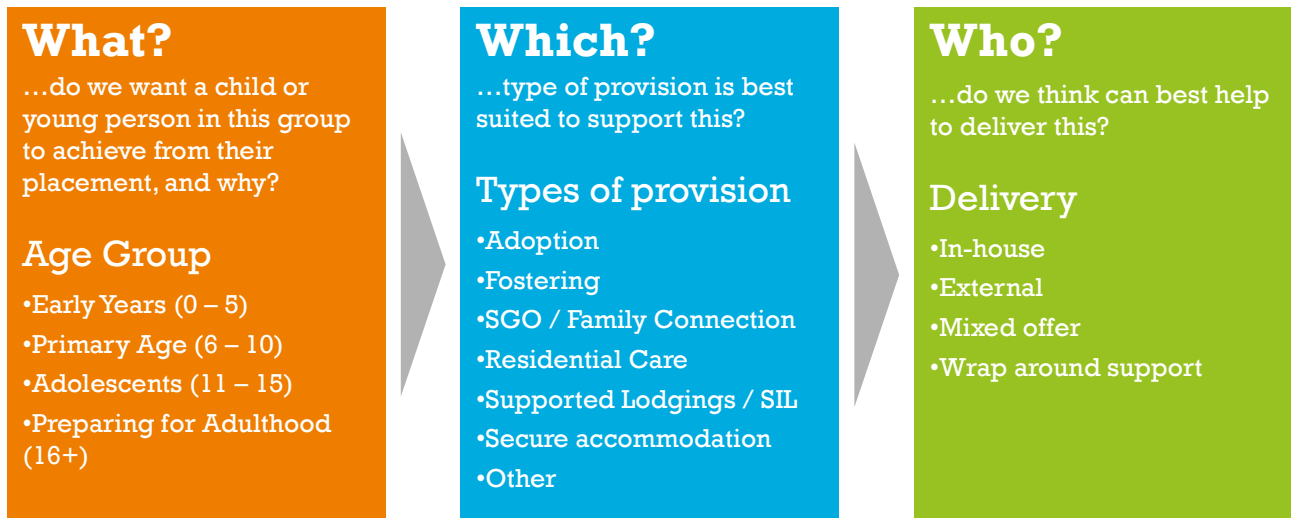 What?
…do we want a child or
young person in this group
to achieve from their
placement, and why?
Age Group
•Early Years (0 – 5)
•Primary Age (6 – 10)
•Adolescents (11 – 15)
•Preparing for Adulthood
(16+)
Which?
…type of provision is best
suited to support this?
Types of provision
•Adoption
•Fostering
•SGO / Family Connection
•Residential Care
•Supported Lodgings / SIL
•Secure accommodation
•Other
Who?
…do we think can best help
to deliver this?
Delivery
•In-house
•External
•Mixed offer
•Wrap around support